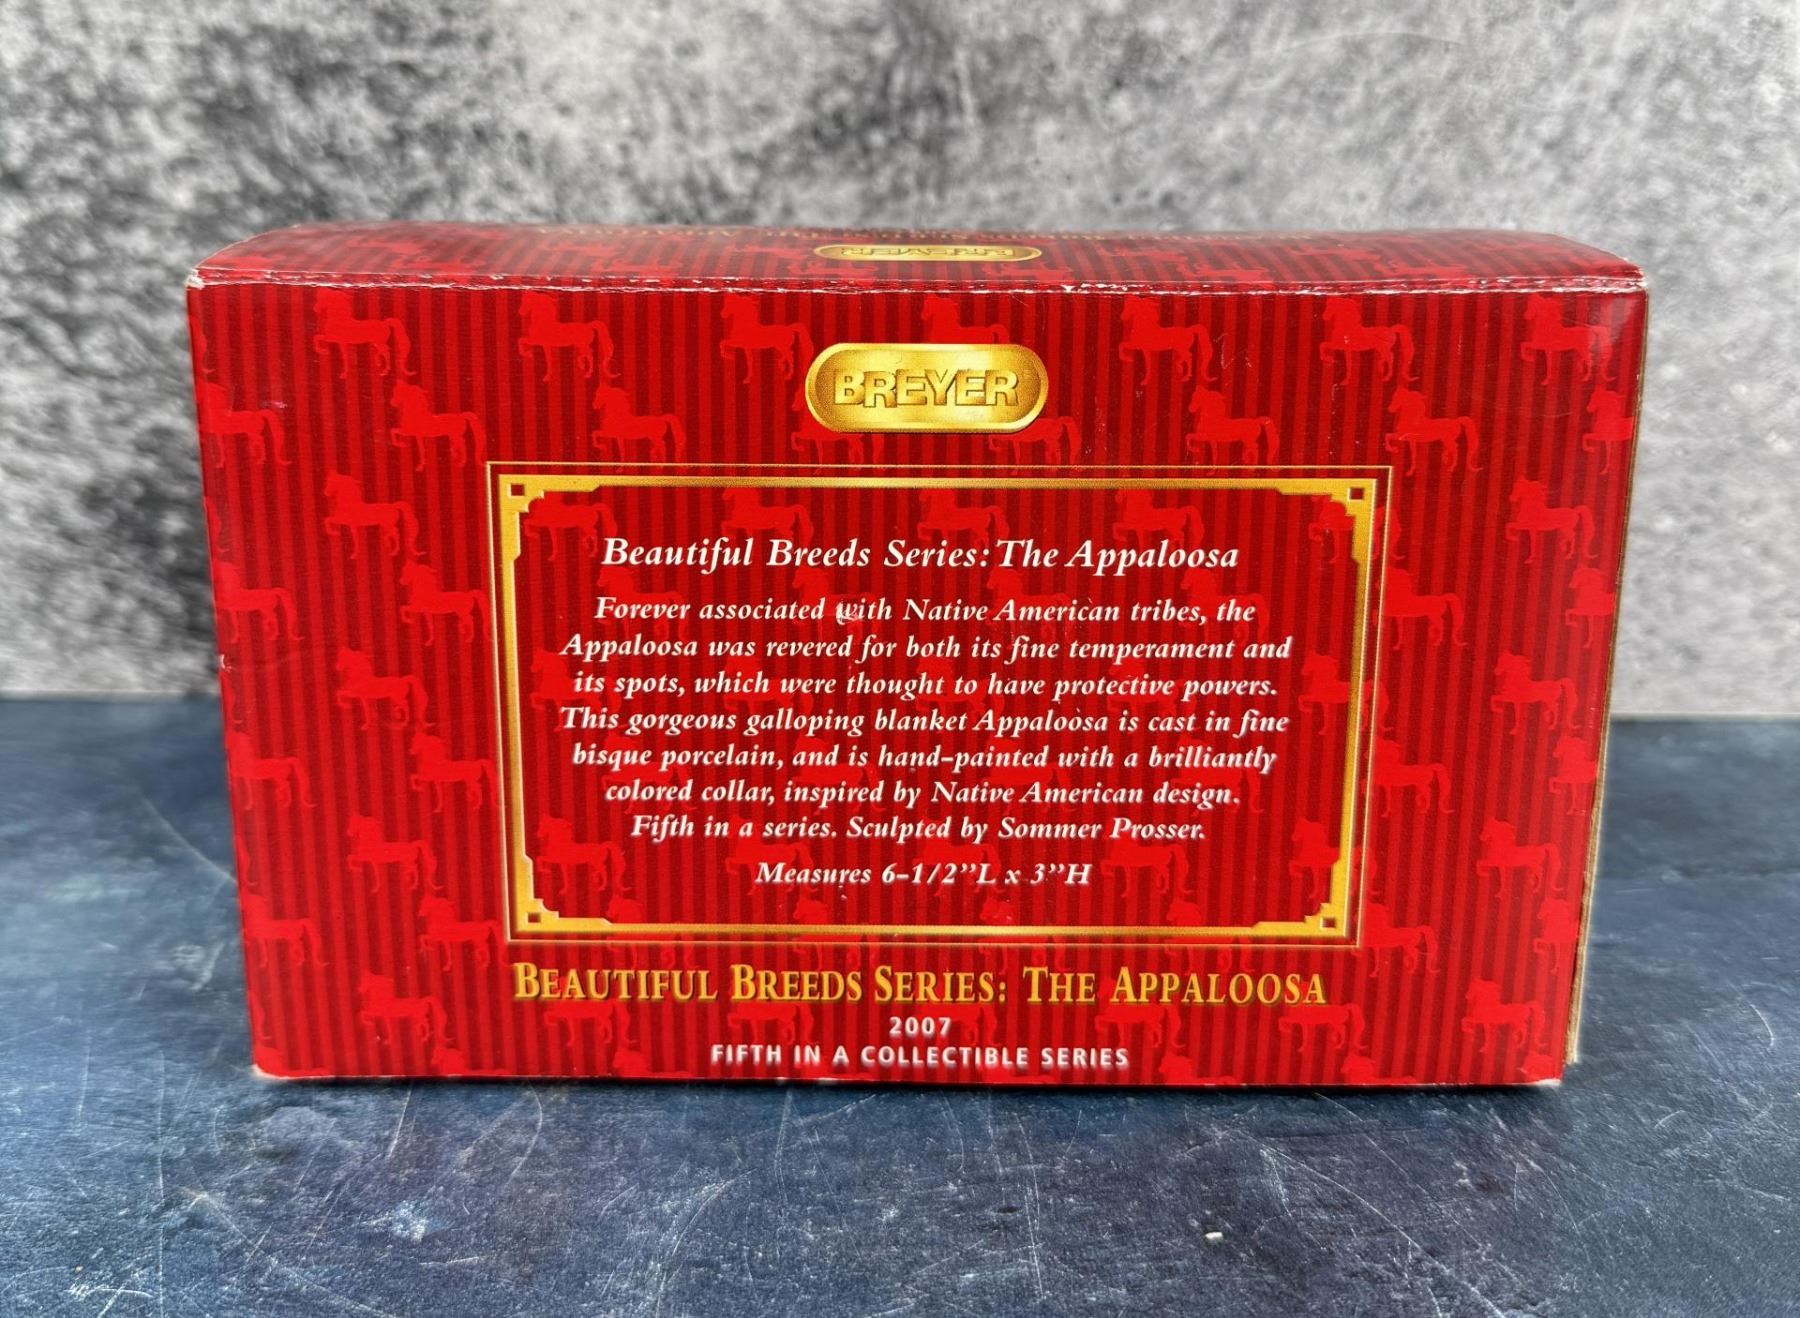 BREYER
BREYER
Beautiful Breeds Series: The Appaloosa
Forever associated with Native American tribes, the
Appaloosa was revered for both its fine temperament and
its spots, which were thought to have protective powers.
This gorgeous galloping blanket Appaloosa is cast in fine
bisque porcelain, and is hand-painted with a brilliantly
colored collar, inspired by Native American design.
Fifth in a series. Sculpted by Sommer Prosser.
Measures 6-1/2”L x 3”H
BEAUTIFUL BREEDS SERIES: THE APPALOOSA
2007
FIFTH IN A COLLECTIBLE SERIES